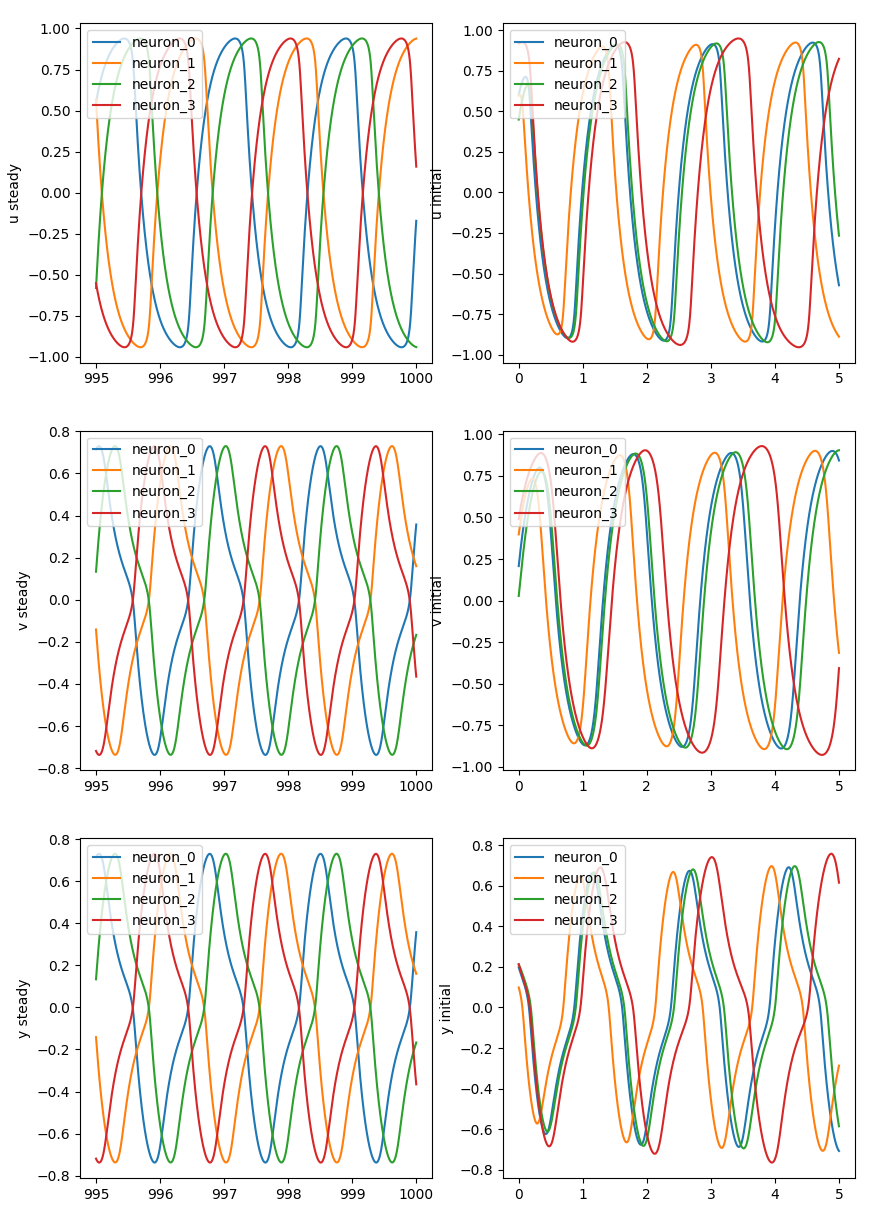 1.00
0.75
0.50
0.25
0.00
−0.25
−0.50
−0.75
−1.00
u steady
neuron_0
neuron_1
neuron_2
neuron_3
995 996 997 998 999 1000
1.00
0.75
0.50
0.25
0.00
−0.25
−0.50
−0.75
−1.00
u initial
neuron_0
neuron_1
neuron_2
neuron_3
0 1 2 3 4 5
0.8
0.6
0.4
0.2
0.0
−0.2
−0.4
−0.6
−0.8
v steady
neuron_0
neuron_1
neuron_2
neuron_3
995 996 997 998 999 1000
1.00
0.75
0.50
0.25
0.00
−0.25
−0.50
−0.75
−1.00
v initial
neuron_0
neuron_1
neuron_2
neuron_3
0 1 2 3 4 5
0.8
0.6
0.4
0.2
0.0
−0.2
−0.4
−0.6
−0.8
y steady
neuron_0
neuron_1
neuron_2
neuron_3
995 996 997 998 999 1000
0.8
0.6
0.4
0.2
0.0
−0.2
−0.4
−0.6
−0.8
y initial
neuron_0
neuron_1
neuron_2
neuron_3
0 1 2 3 4 5